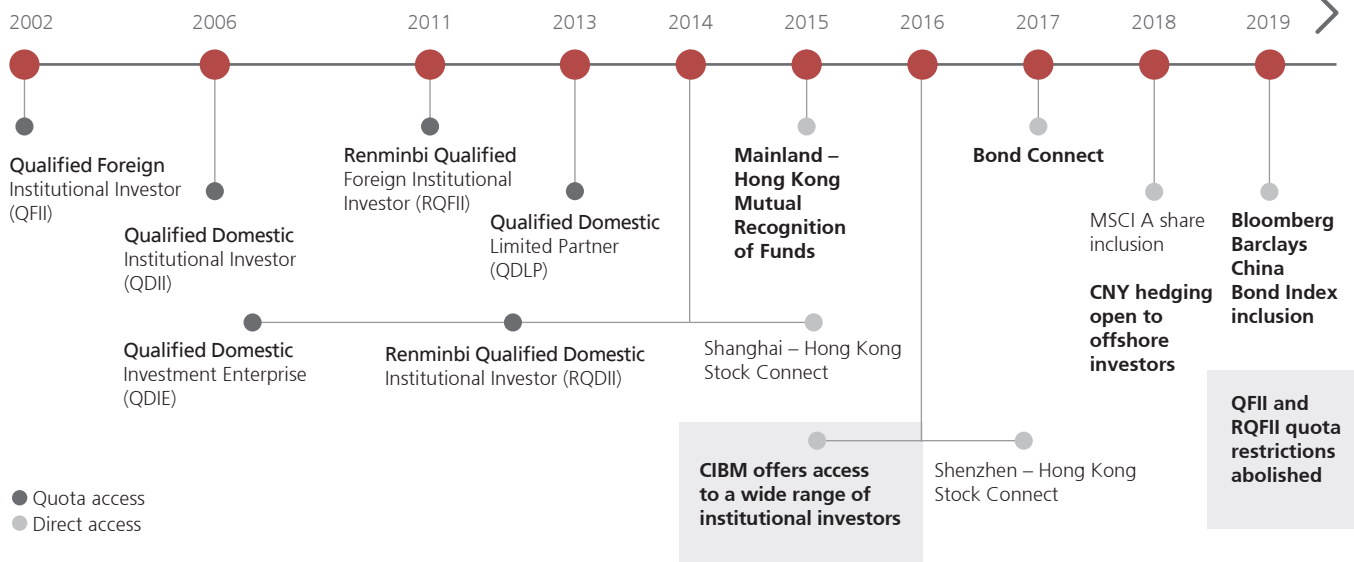 2002
2006
2011
2013
2014
2015
2016
2017
2018
2019
Qualified Foreign
Institutional Investor
(QFII)
Qualified Domestic
Institutional Investor
(QDII)
Renminbi Qualified
Foreign Institutional
Investor (RQFII)
Qualified Domestic
Limited Partner
(QDLP)
Mainland –
Hong Kong
Mutual
Recognition
of Funds
Bond Connect
MSCI A share
inclusion
CNY hedging
open to
offshore
investors
Bloomberg
Barclays
China
Bond Index
inclusion
Qualified Domestic
Investment Enterprise
(QDIE)
Renminbi Qualified Domestic
Institutional Investor (RQDII)
Shanghai – Hong Kong
Stock Connect
QFII and
RQFII quota
restrictions
abolished
CIBM offers access
to a wide range of
institutional investors
Shenzhen – Hong Kong
Stock Connect
Quota access
Direct access